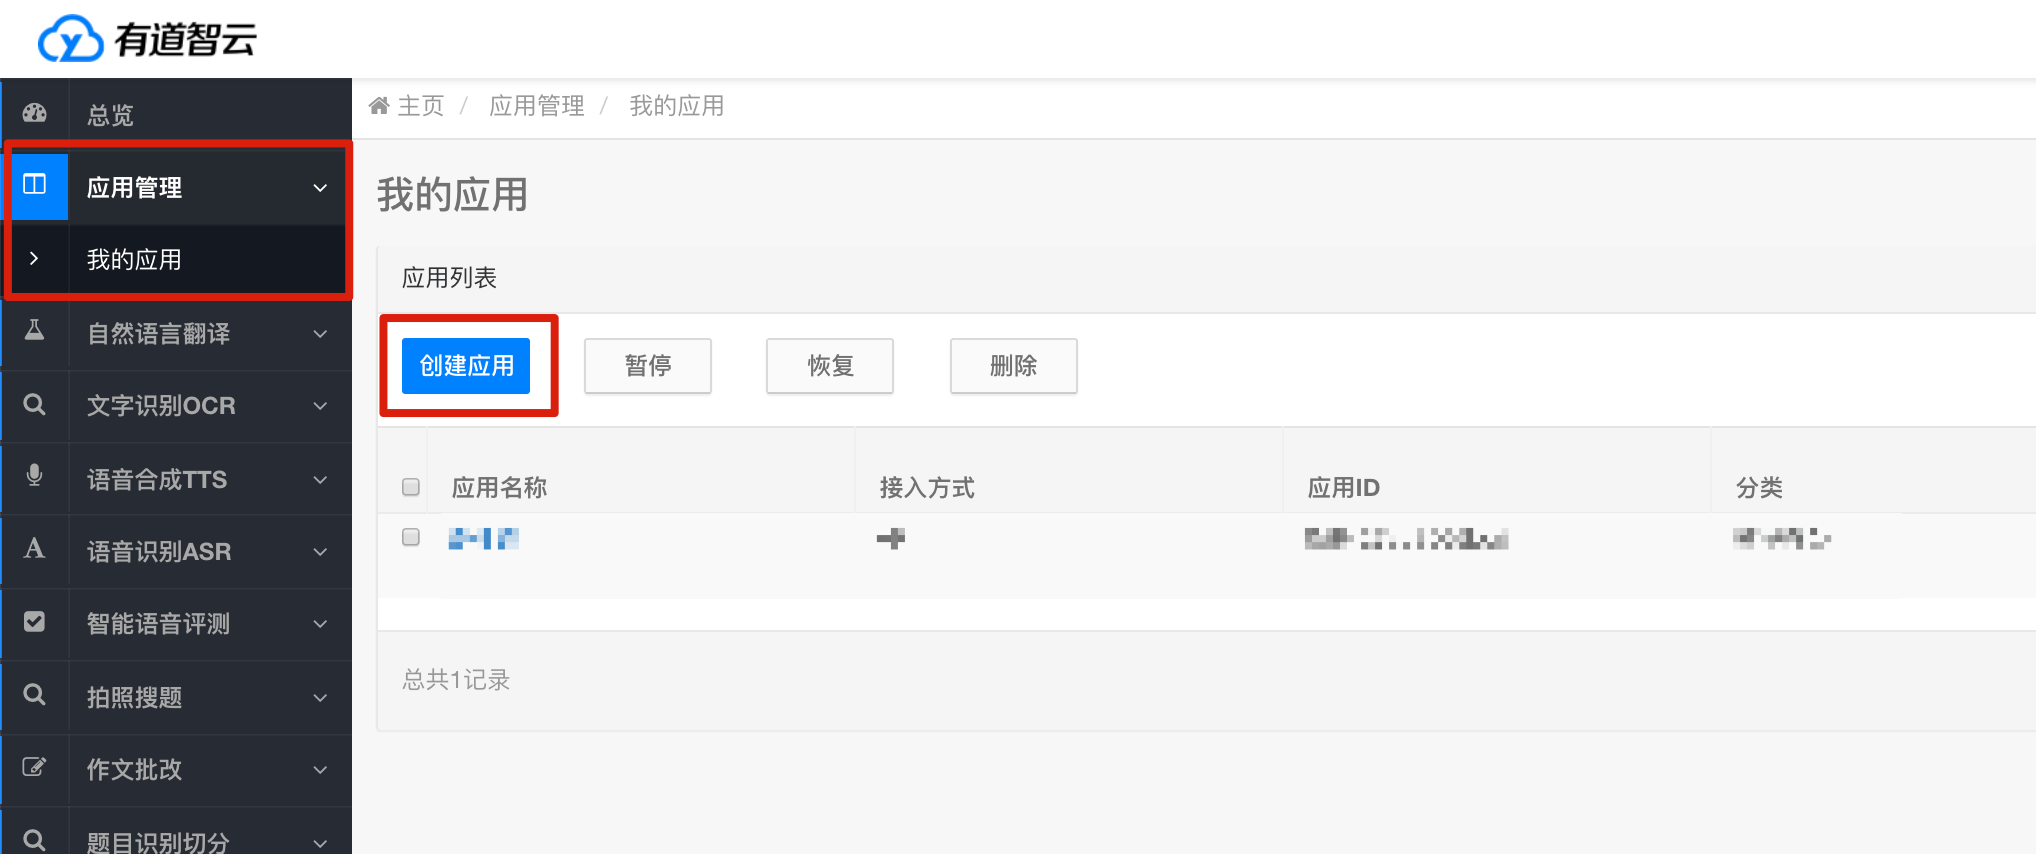 有道智云
总览
应用管理
我的应用
自然语言翻译
文字识别OCR
语音合成TTS
语音识别ASR
智能语音评测
拍照搜题
作文批改
题目识别切分
主页 / 应用管理 / 我的应用
我的应用
应用列表
创建应用 暂停 恢复 删除
应用名称 接入方式 应用ID 分类
总共1记录